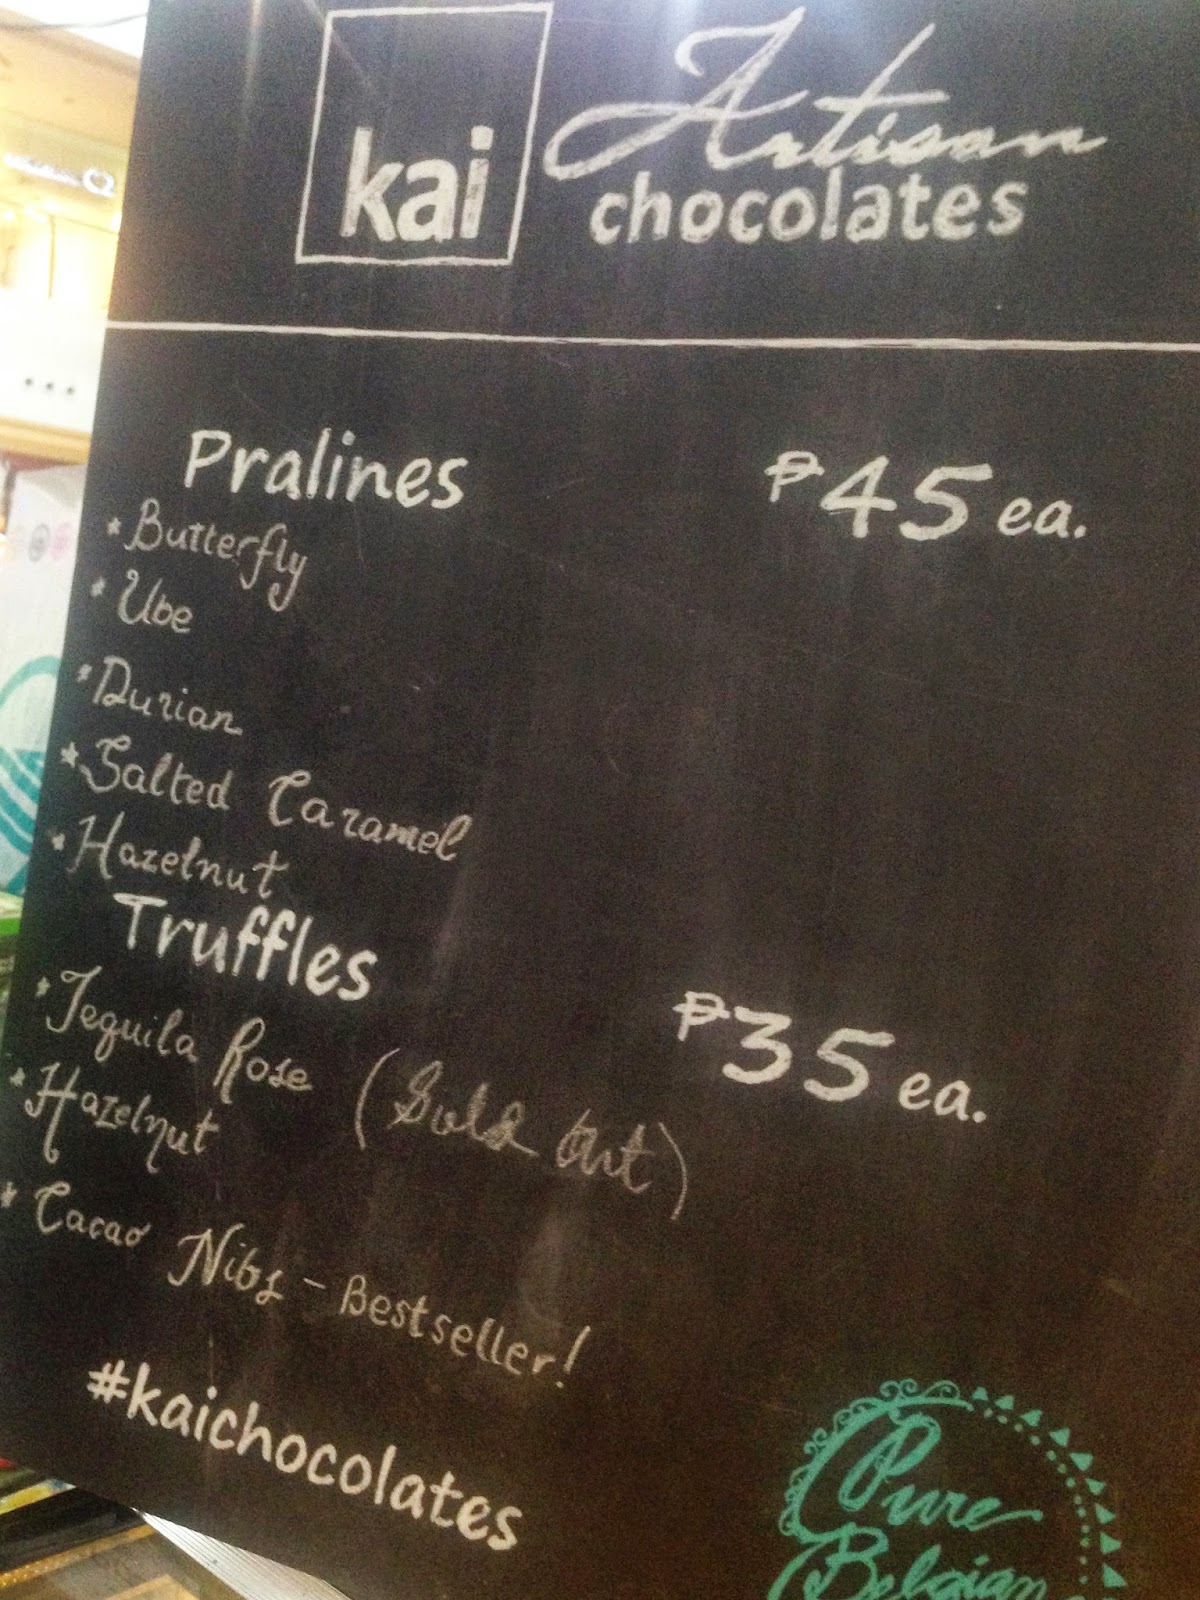 kai Artisan
chocolates
Pralines ₱45 ea.
* Butterfly
* Ube
* Durian
* Salted Caramel
* Hazelnut
Truffles ₱35 ea.
* Tequila Rose (Sold Out)
* Hazelnut
* Cacao Nibs - Bestseller!
#kaichocolates
Pure
Belgian